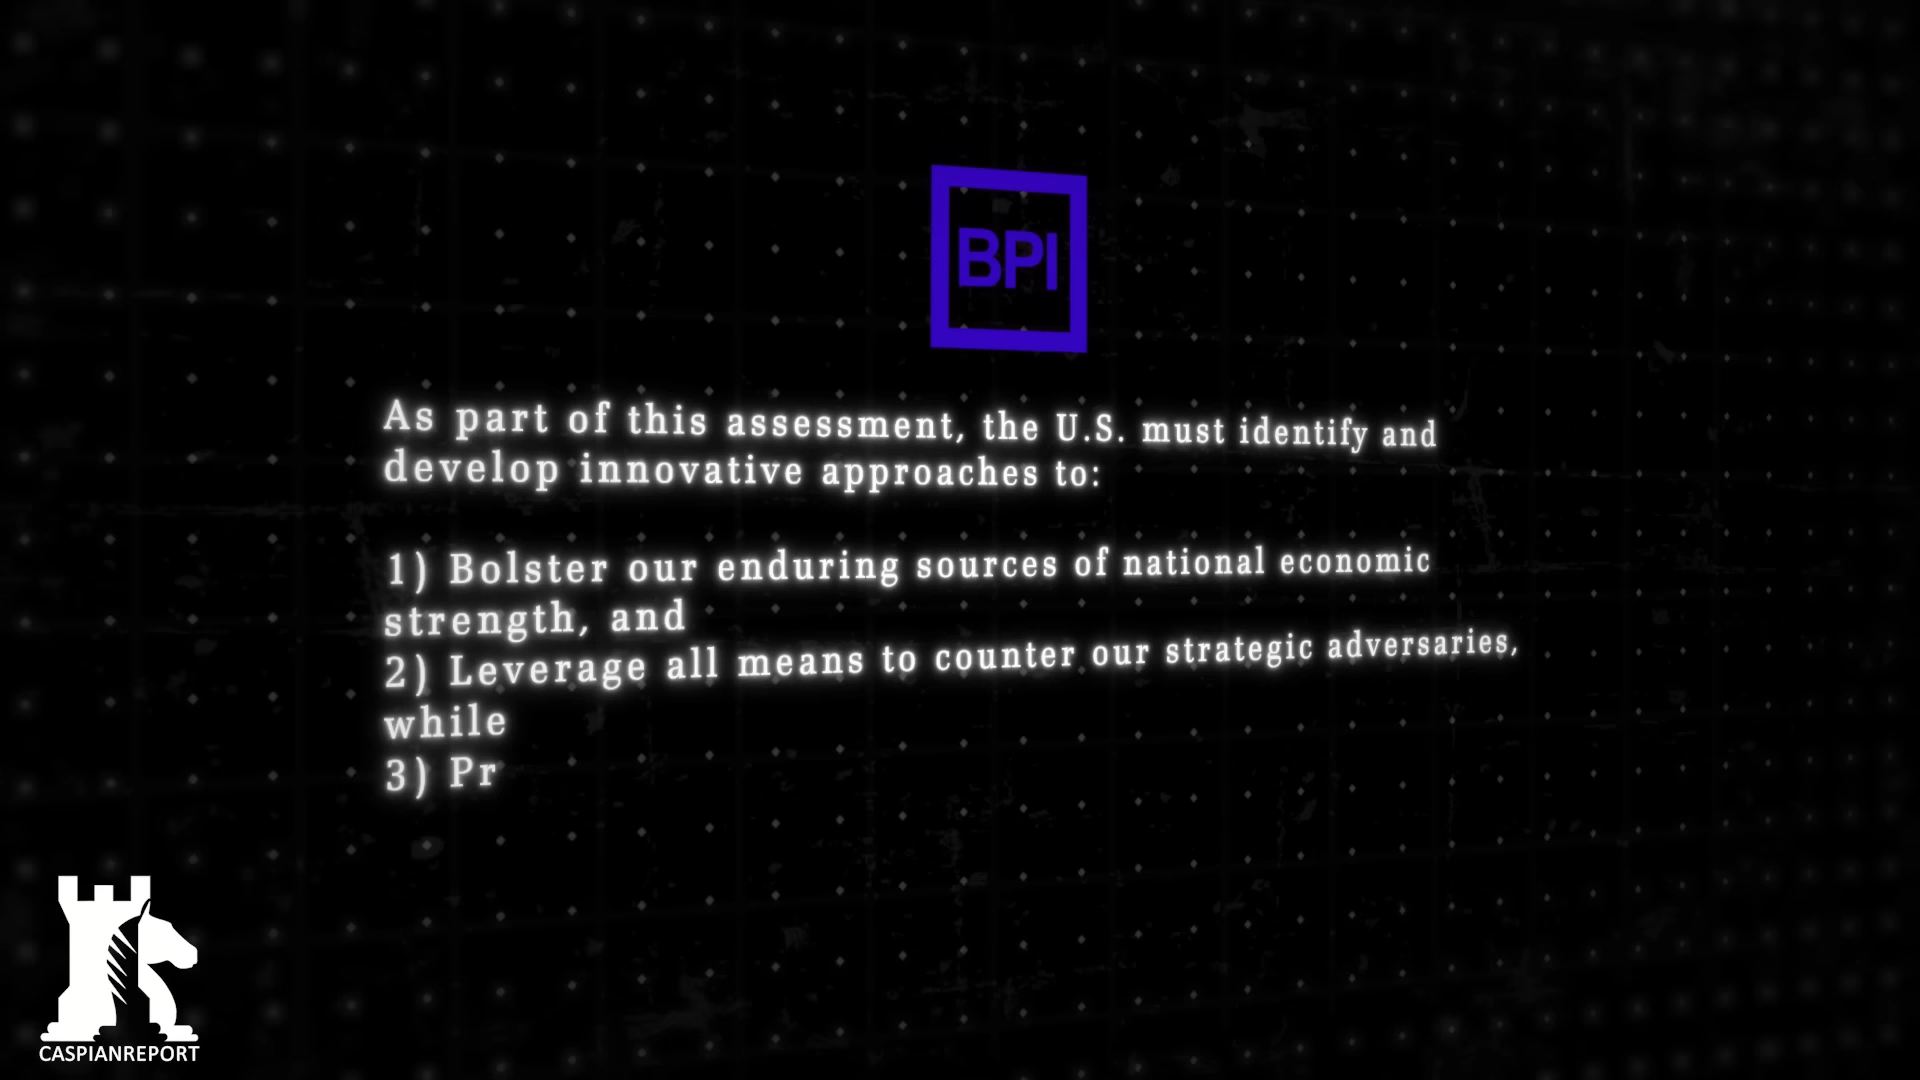 BPI
As part of this assessment, the U.S. must identify and
develop innovative approaches to:
1) Bolster our enduring sources of national economic
strength, and
2) Leverage all means to counter our strategic adversaries,
while
3) Pr
CASPIANREPORT